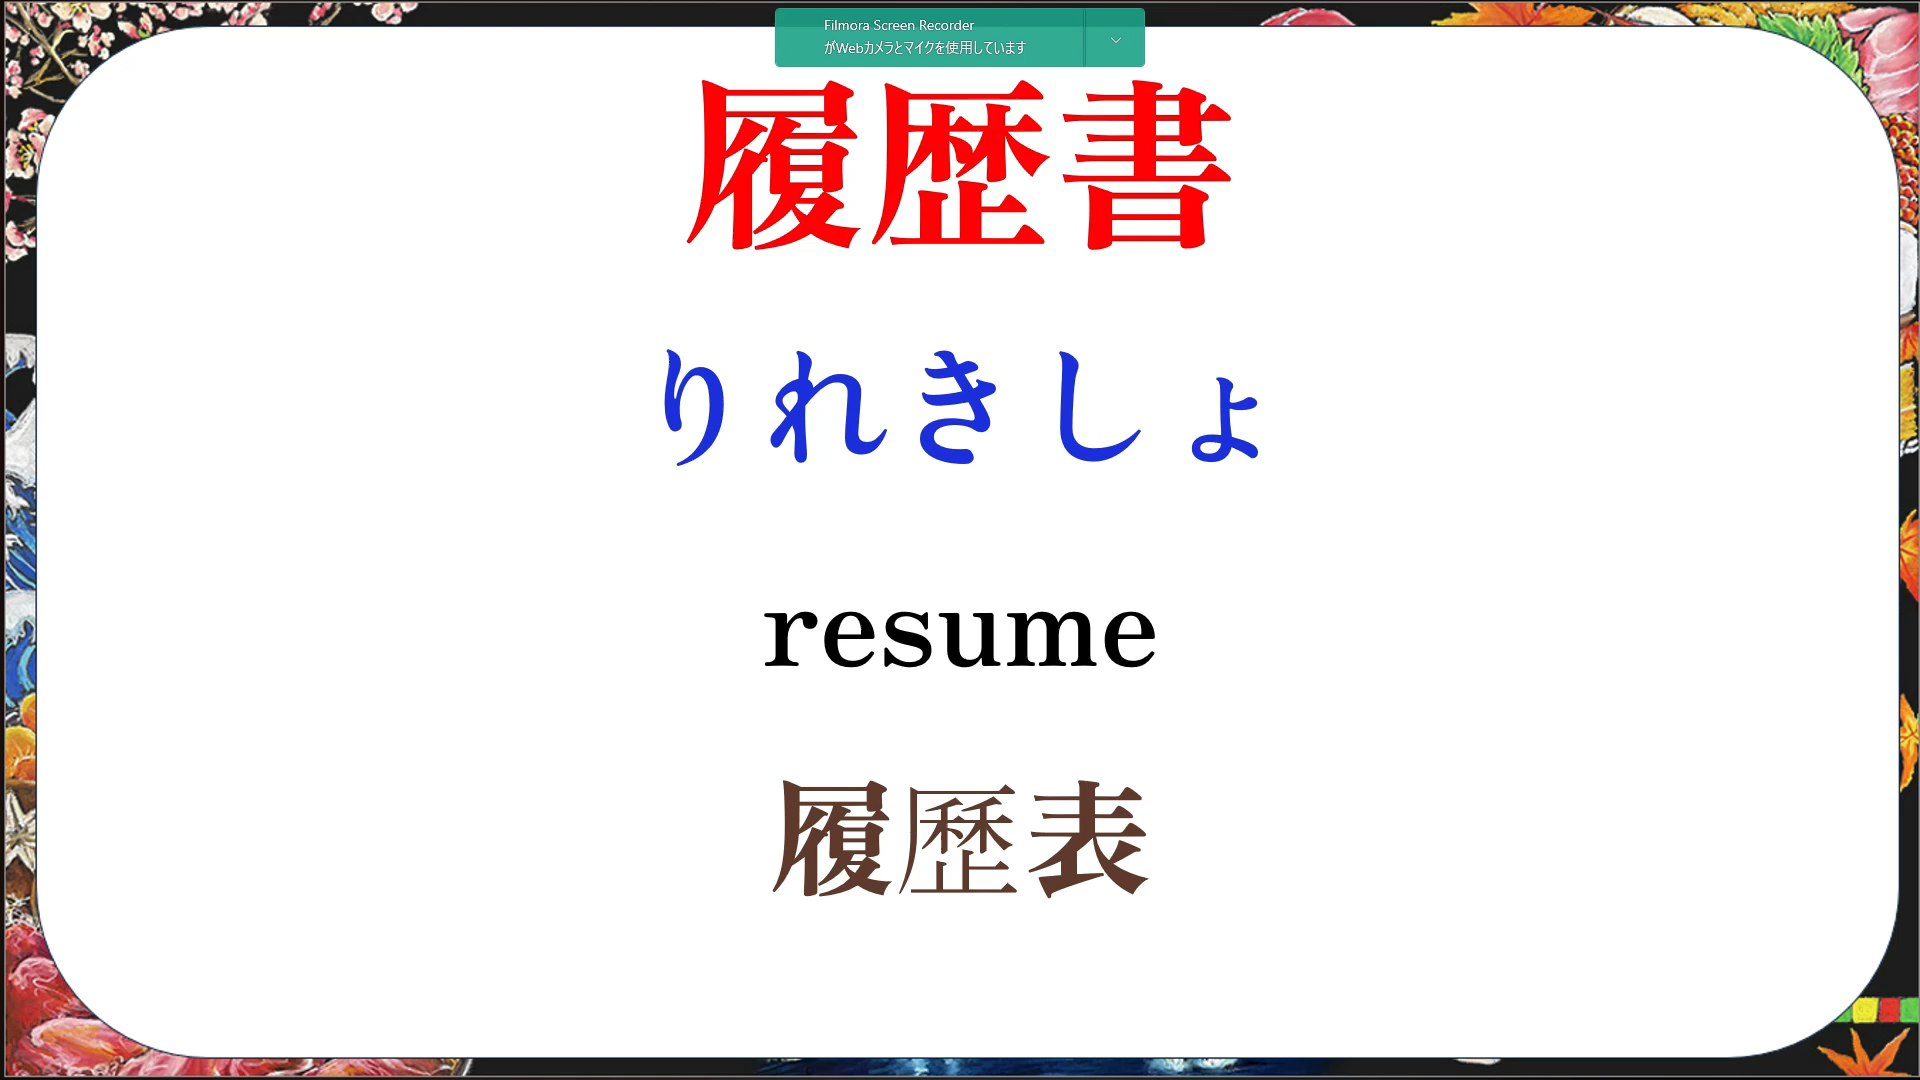 Filmora Screen Recorder
がWebカメラとマイクを使用しています
履歴書
りれきしょ
resume
履歷表